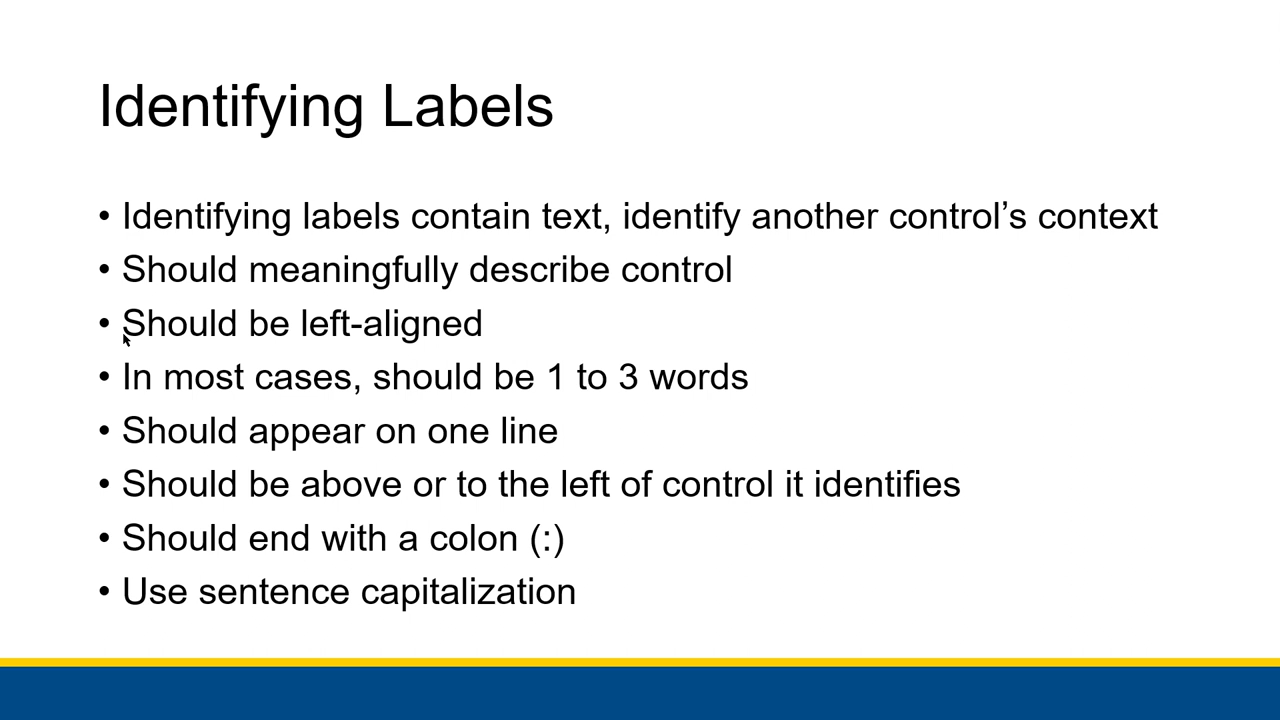 Identifying Labels
• Identifying labels contain text, identify another control’s context
• Should meaningfully describe control
• Should be left-aligned
• In most cases, should be 1 to 3 words
• Should appear on one line
• Should be above or to the left of control it identifies
• Should end with a colon (:)
• Use sentence capitalization